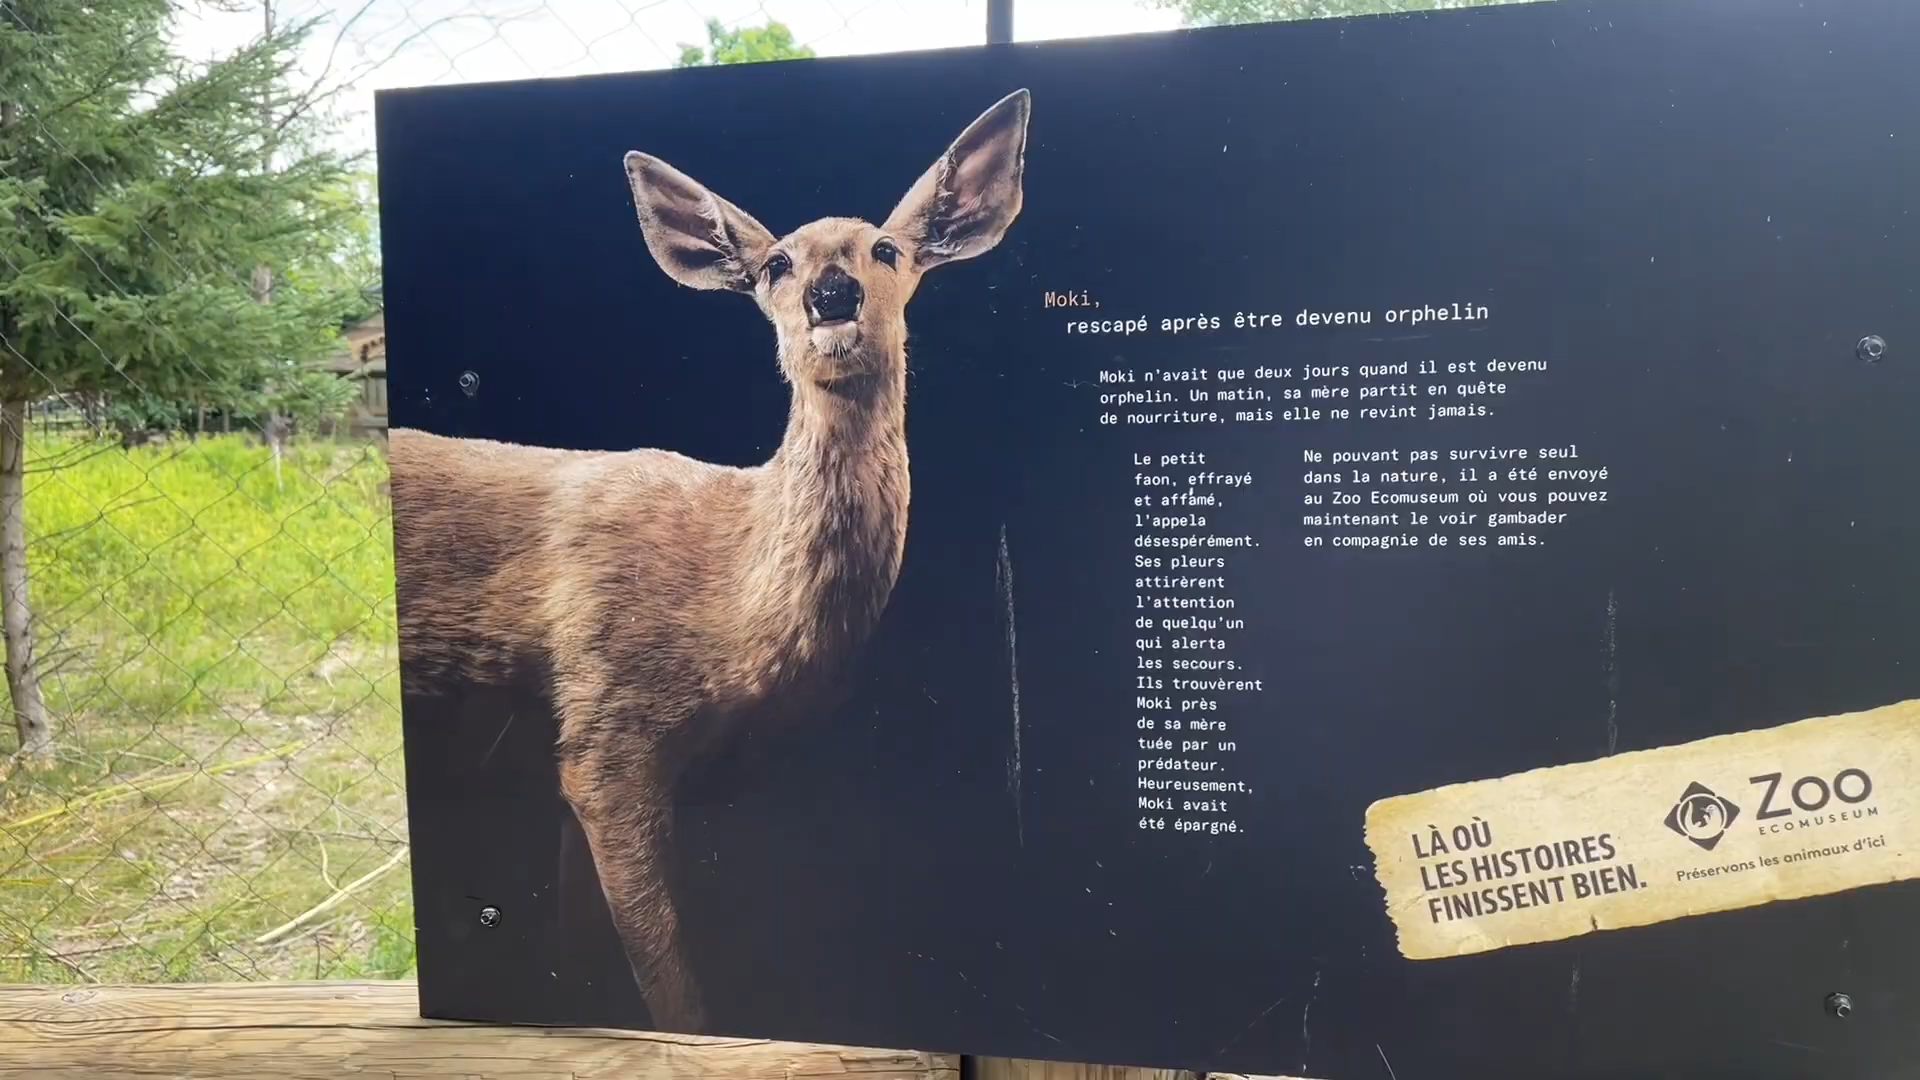 Moki,
rescapé après être devenu orphelin
Moki n'avait que deux jours quand il est devenu
orphelin. Un matin, sa mère partit en quête
de nourriture, mais elle ne revint jamais.
Le petit
faon, effrayé
et affamé,
l'appela
désespérément.
Ses pleurs
attirèrent
l'attention
de quelqu'un
qui alerta
les secours.
Ils trouvèrent
Moki près
de sa mère
tuée par un
prédateur.
Heureusement,
Moki avait
été épargné.
Ne pouvant pas survivre seul
dans la nature, il a été envoyé
au Zoo Ecomuseum où vous pouvez
maintenant le voir gambader
en compagnie de ses amis.
LÀ OÙ
LES HISTOIRES
FINISSENT BIEN.
Zoo
ECOMUSEUM
Préservons les animaux d'ici